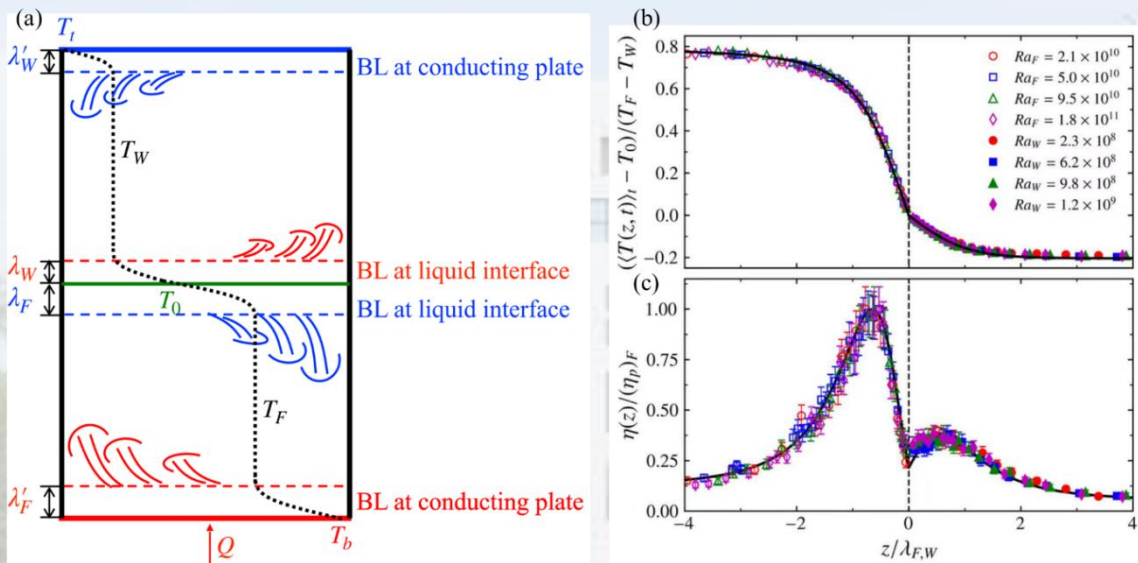 (a)
T_t
λ'_W
BL at conducting plate
T_W
λ_W
BL at liquid interface
T_0
λ_F
BL at liquid interface
T_F
λ'_F
BL at conducting plate
T_b
Q
(b)
(⟨T(z, t)⟩_t − T_0)/(T_F − T_W)
0.8
0.6
0.4
0.2
0.0
−0.2
Ra_F = 2.1 × 10^10
Ra_F = 5.0 × 10^10
Ra_F = 9.5 × 10^10
Ra_F = 1.8 × 10^11
Ra_W = 2.3 × 10^8
Ra_W = 6.2 × 10^8
Ra_W = 9.8 × 10^8
Ra_W = 1.2 × 10^9
(c)
η(z)/(η_p)_F
1.00
0.75
0.50
0.25
0.00
−4
−2
0
2
4
z/λ_F,W